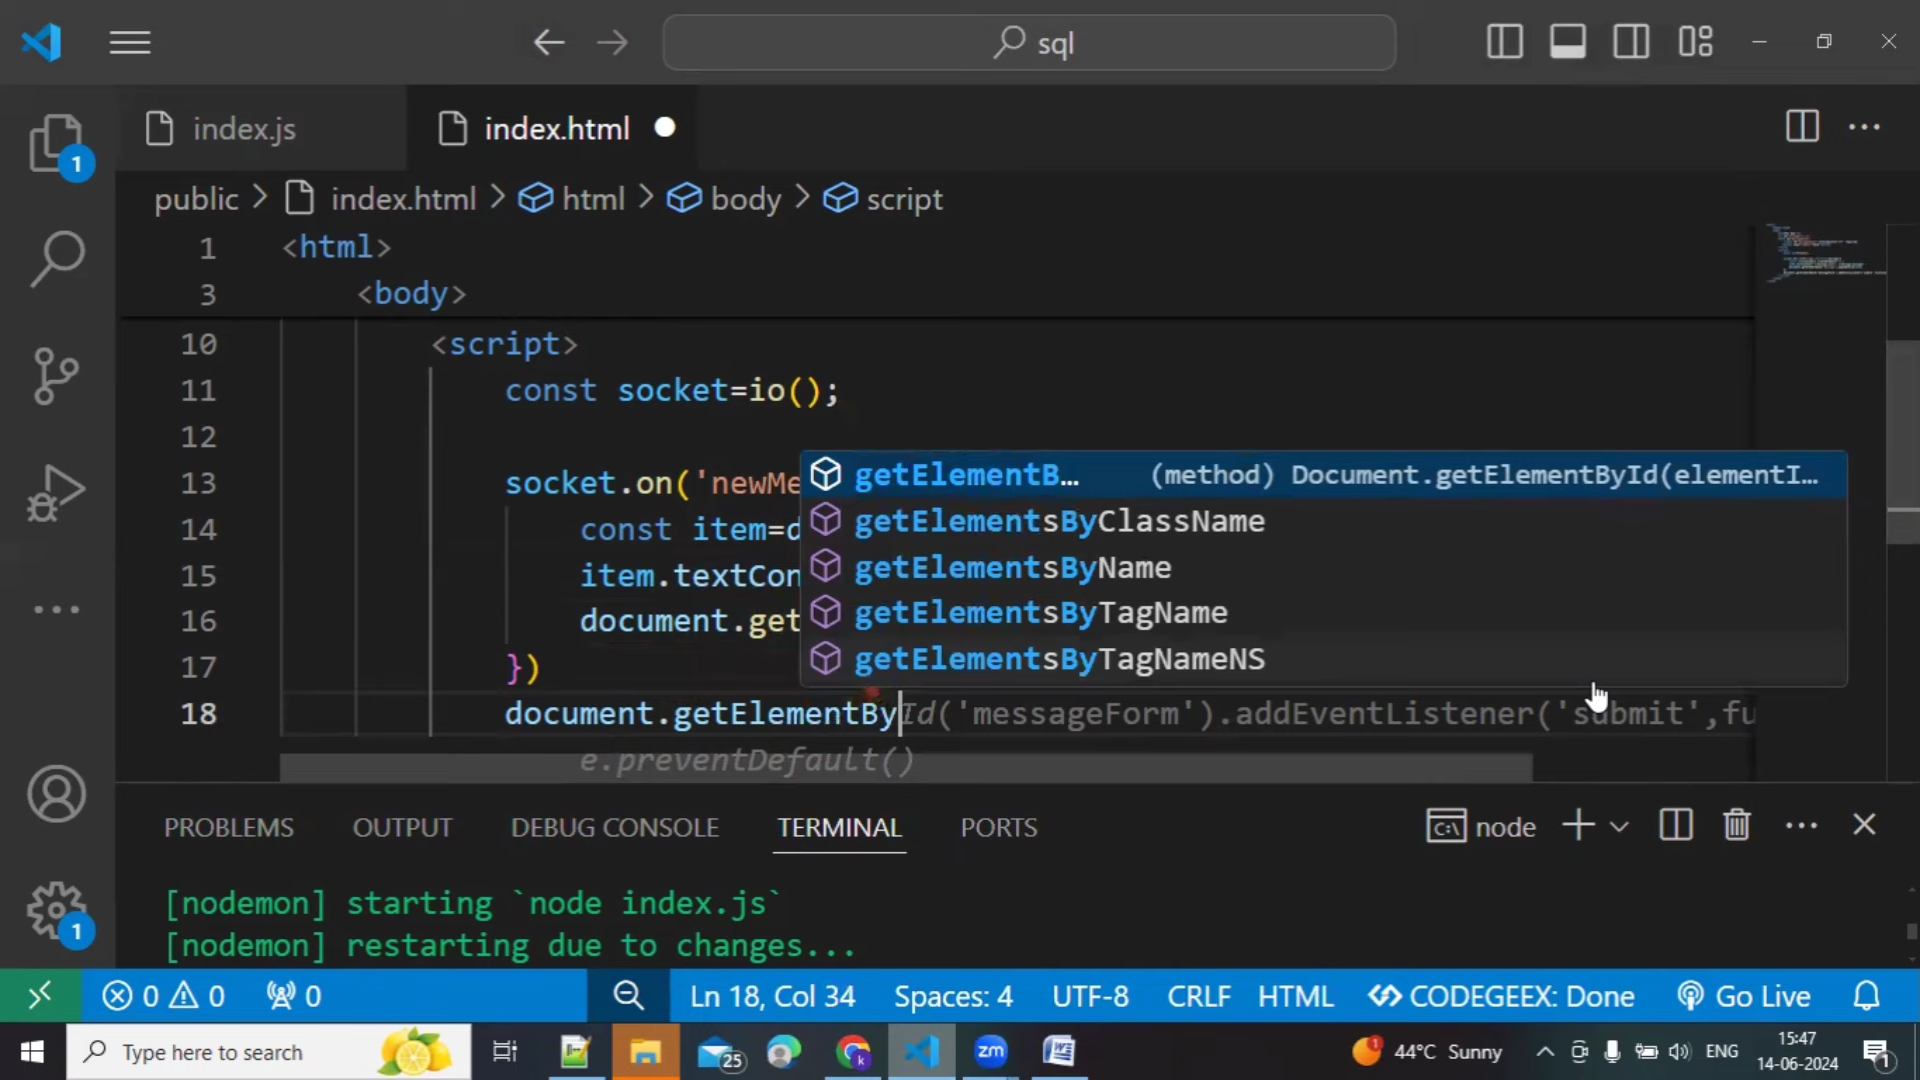 sql
index.js
index.html
1
public > index.html > html > body > script
1 <html>
3 <body>
10 <script>
11 const socket=io();
12
13 socket.on('newMe
14 const item=d
15 item.textCon
16 document.get
17 })
18 document.getElementById('messageForm').addEventListener('submit',fu
e.preventDefault()
getElementB… (method) Document.getElementById(elementI…
getElementsByClassName
getElementsByName
getElementsByTagName
getElementsByTagNameNS
PROBLEMS OUTPUT DEBUG CONSOLE TERMINAL PORTS
node
[nodemon] starting `node index.js`
[nodemon] restarting due to changes...
1
0 0 0 Ln 18, Col 34 Spaces: 4 UTF-8 CRLF HTML CODEGEEX: Done Go Live
Type here to search
25
zm
44°C Sunny
ENG
15:47
14-06-2024
1